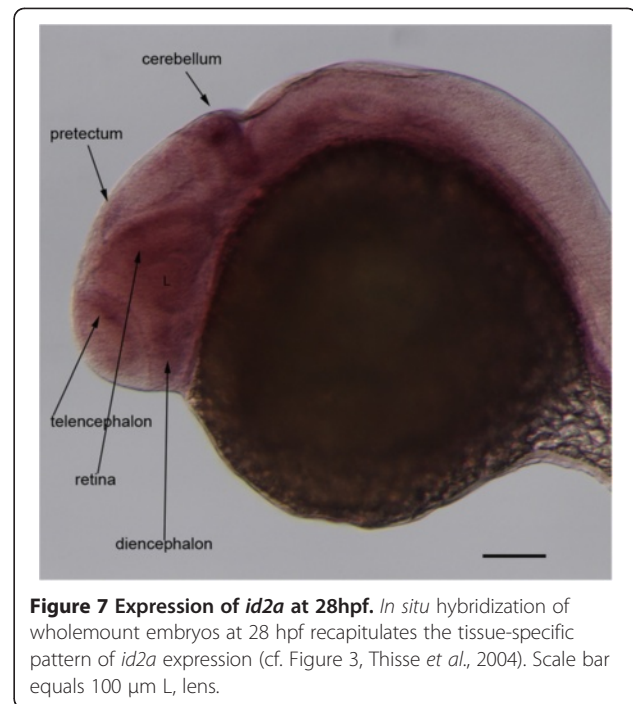 cerebellum
pretectum
L
telencephalon
retina
diencephalon
Figure 7 Expression of id2a at 28hpf. In situ hybridization of
wholemount embryos at 28 hpf recapitulates the tissue-specific
pattern of id2a expression (cf. Figure 3, Thisse et al., 2004). Scale bar
equals 100 μm L, lens.